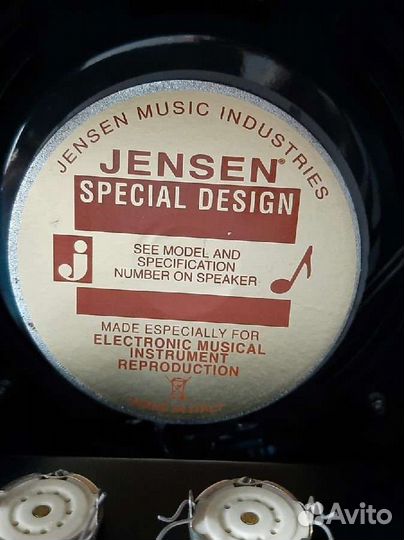 JENSEN MUSIC INDUSTRIES
JENSEN®
SPECIAL DESIGN
j
SEE MODEL AND
SPECIFICATION
NUMBER ON SPEAKER
MADE ESPECIALLY FOR
ELECTRONIC MUSICAL
INSTRUMENT
REPRODUCTION
Avito